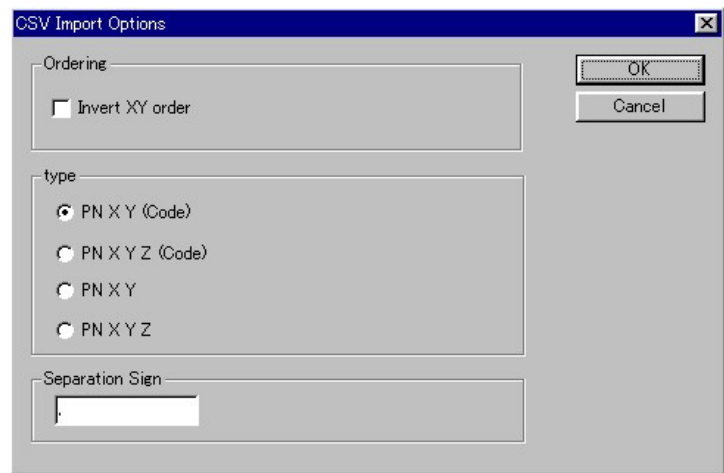 CSV Import Options
Ordering
Invert XY order
OK
Cancel
type
PN X Y (Code)
PN X Y Z (Code)
PN X Y
PN X Y Z
Separation Sign